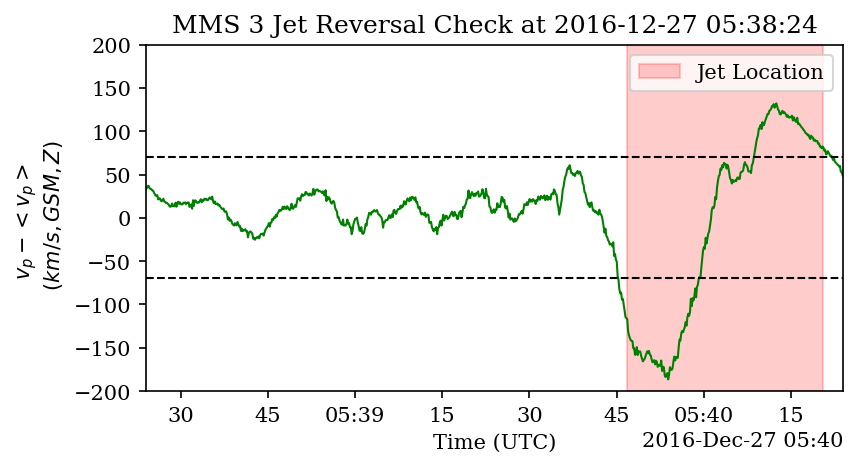 MMS 3 Jet Reversal Check at 2016-12-27 05:38:24
Jet Location
v_p − <v_p>
(km/s, GSM, Z)
200
150
100
50
0
−50
−100
−150
−200
30 45 05:39 15 30 45 05:40 15
Time (UTC)
2016-Dec-27 05:40